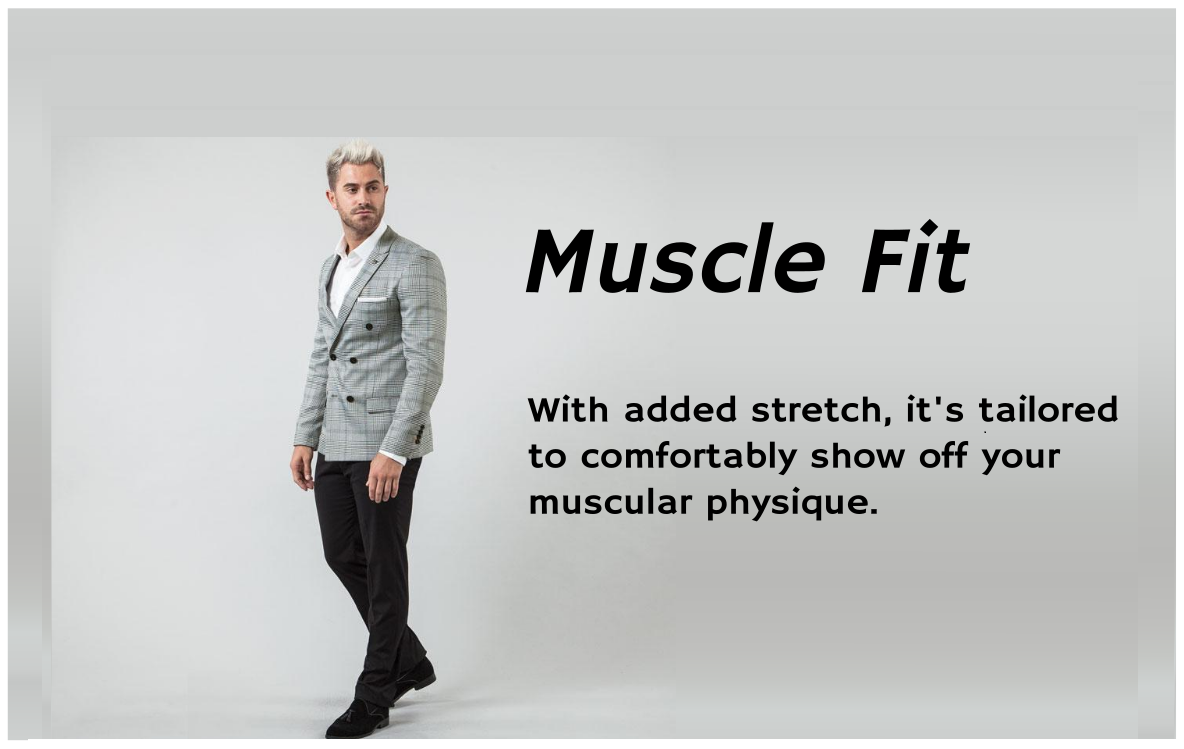 Muscle Fit
With added stretch, it's tailored
to comfortably show off your
muscular physique.